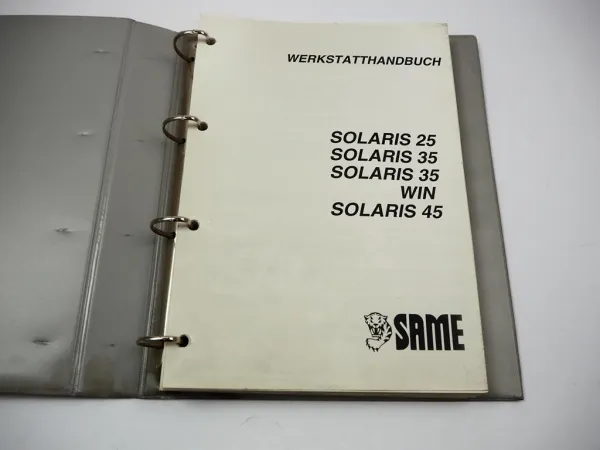 WERKSTATTHANDBUCH
SOLARIS 25
SOLARIS 35
SOLARIS 35
WIN
SOLARIS 45
SAME